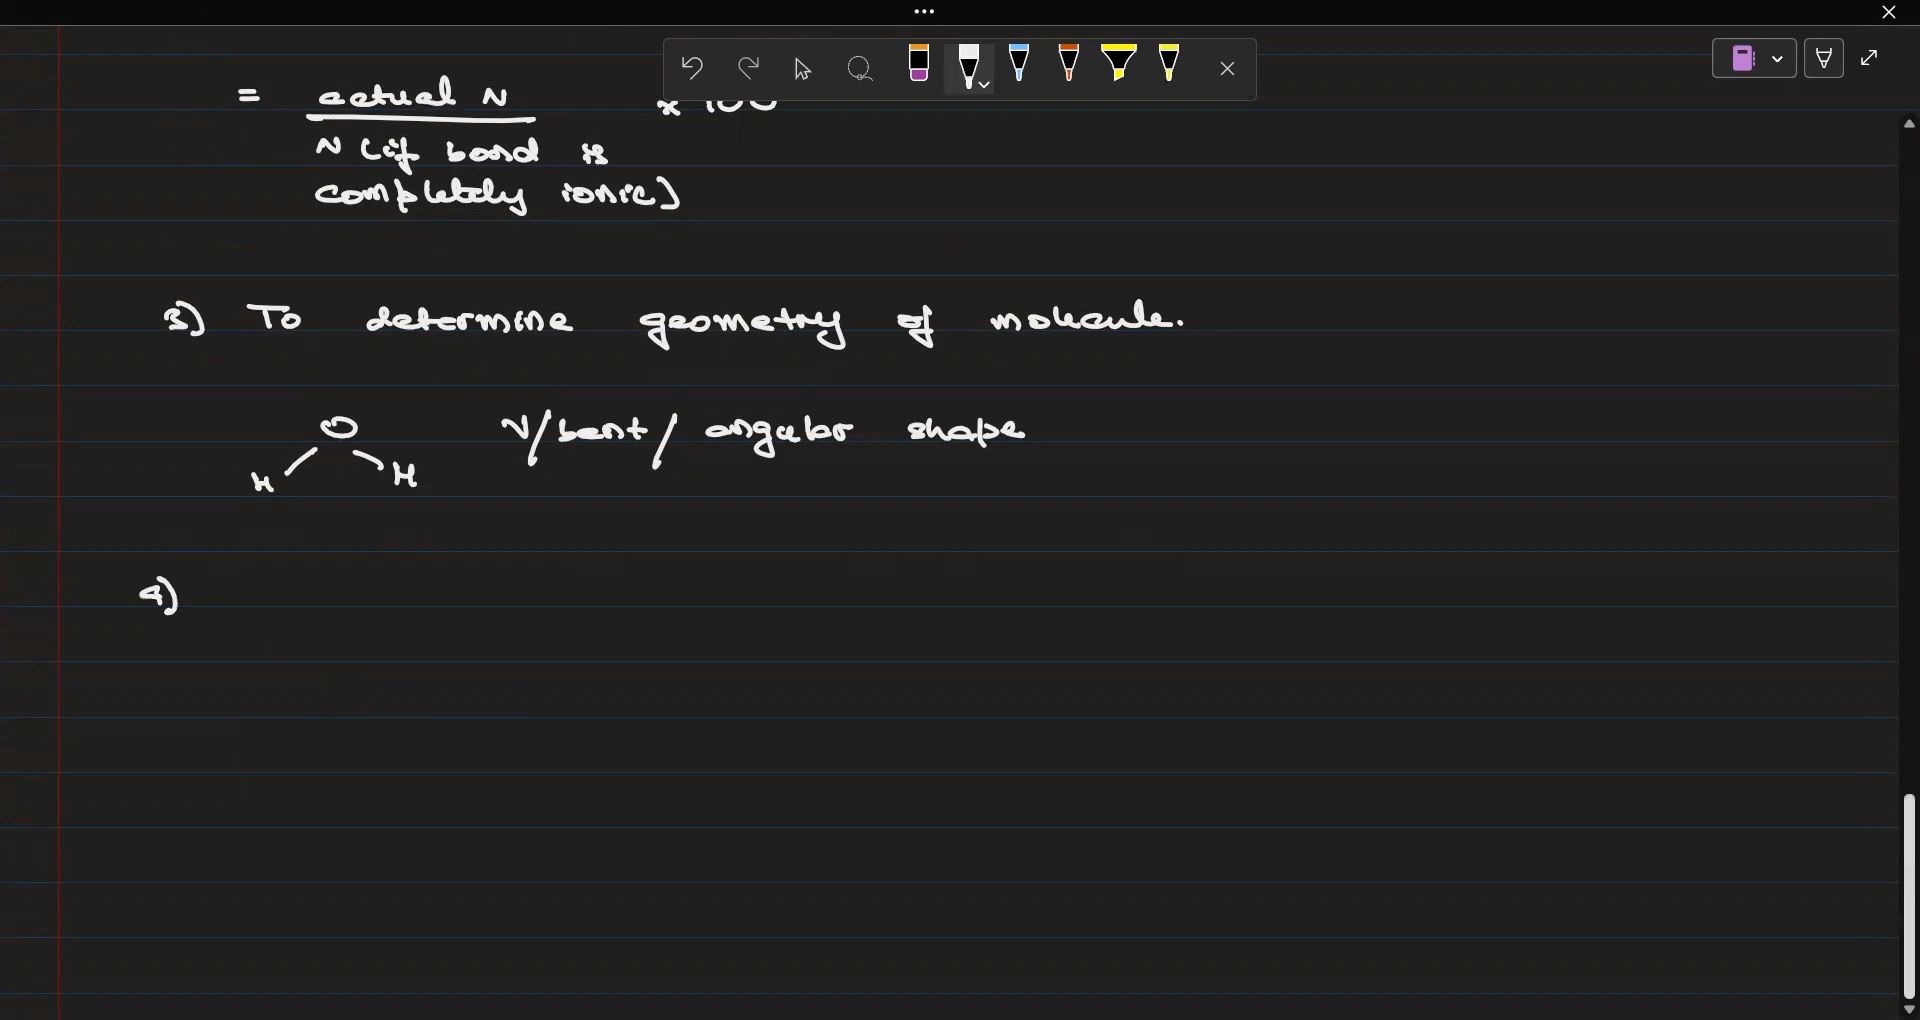 = actual N x 100
N (if bond is
completely ionic)
3) To determine geometry of molecule.
O V/bent/ angular shape
H H
4)